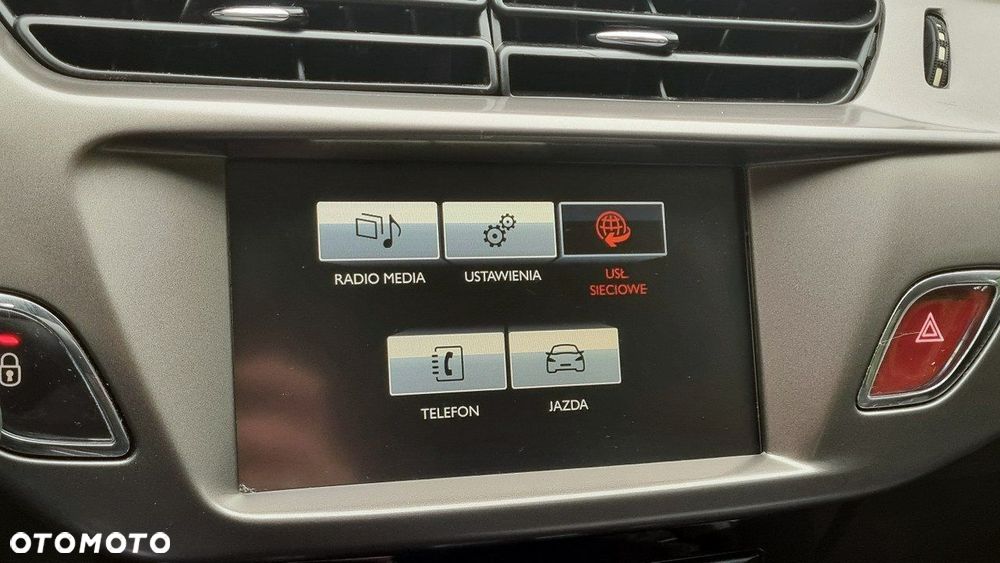 RADIO MEDIA
USTAWIENIA
USŁ.
SIECIOWE
TELEFON
JAZDA
OTOMOTO